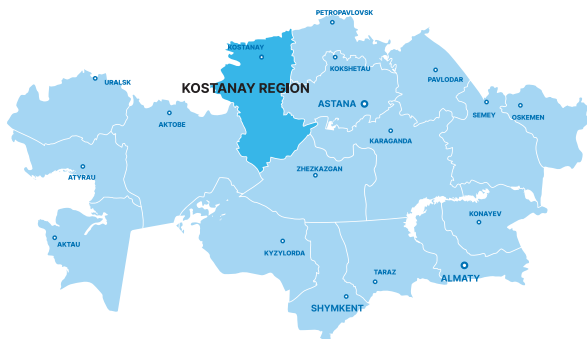 PETROPAVLOVSK
KOSTANAY
KOKSHETAU
PAVLODAR
URALSK
KOSTANAY REGION
ASTANA
SEMEY
OSKEMEN
AKTOBE
KARAGANDA
ATYRAU
ZHEZKAZGAN
KONAYEV
AKTAU
KYZYLORDA
TARAZ
ALMATY
SHYMKENT